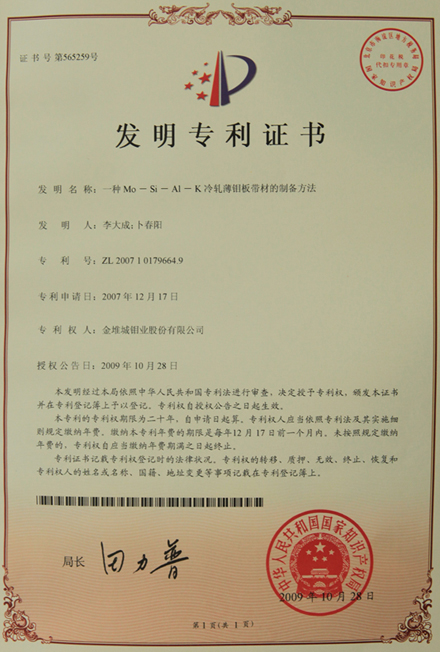 证书号第565259号
发明专利证书
发明名称：一种Mo－Si－Al－K冷轧薄钼板带材的制备方法
发明人：李大成；卜春阳
专利号：ZL 2007 1 0179664.9
专利申请日：2007年12月17日
专利权人：金堆城钼业股份有限公司
授权公告日：2009年10月28日
本发明经过本局依照中华人民共和国专利法进行审查，决定授予专利权，颁发本证书
并在专利登记簿上予以登记。专利权自授权公告之日起生效。
本专利的专利权期限为二十年，自申请日起算。专利权人应当依照专利法及其实施细
则规定缴纳年费。缴纳本专利年费的期限是每年12月17日前一个月内。未按照规定缴纳
年费的，专利权自应当缴纳年费期满之日起终止。
专利证书记载专利权登记时的法律状况。专利权的转移、质押、无效、终止、恢复和
专利权人的姓名或名称、国籍、地址变更等事项记载在专利登记簿上。
局长
田力普
中华人民共和国国家知识产权局
2009年10月28日
第1页(共1页)